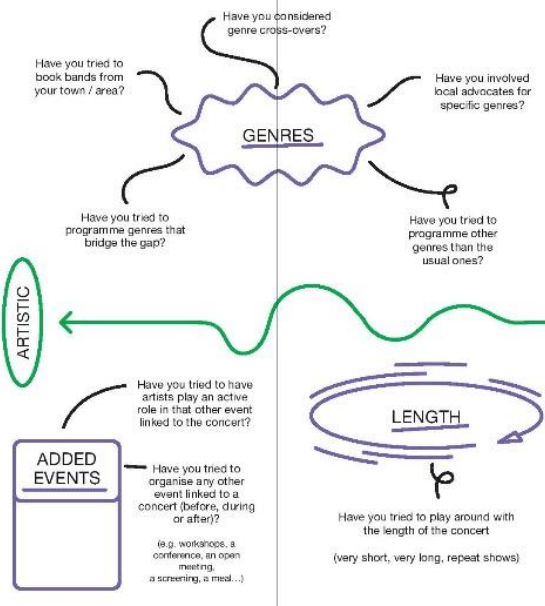 Have you considered
genre cross-overs?
Have you tried to
book bands from
your town / area?
Have you involved
local advocates for
specific genres?
GENRES
Have you tried to
programme genres that
bridge the gap?
Have you tried to
programme other
genres than the
usual ones?
ARTISTIC
Have you tried to have
artists play an active
role in that other event
linked to the concert?
LENGTH
ADDED
EVENTS
Have you tried to
organise any other
event linked to a
concert (before, during
or after)?
(e.g. workshops, a
conference, an open
meeting,
a screening, a meal...)
Have you tried to play around with
the length of the concert
(very short, very long, repeat shows)